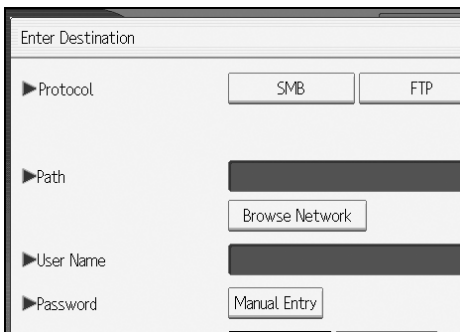 Enter Destination
▶Protocol SMB FTP
▶Path
Browse Network
▶User Name
▶Password Manual Entry